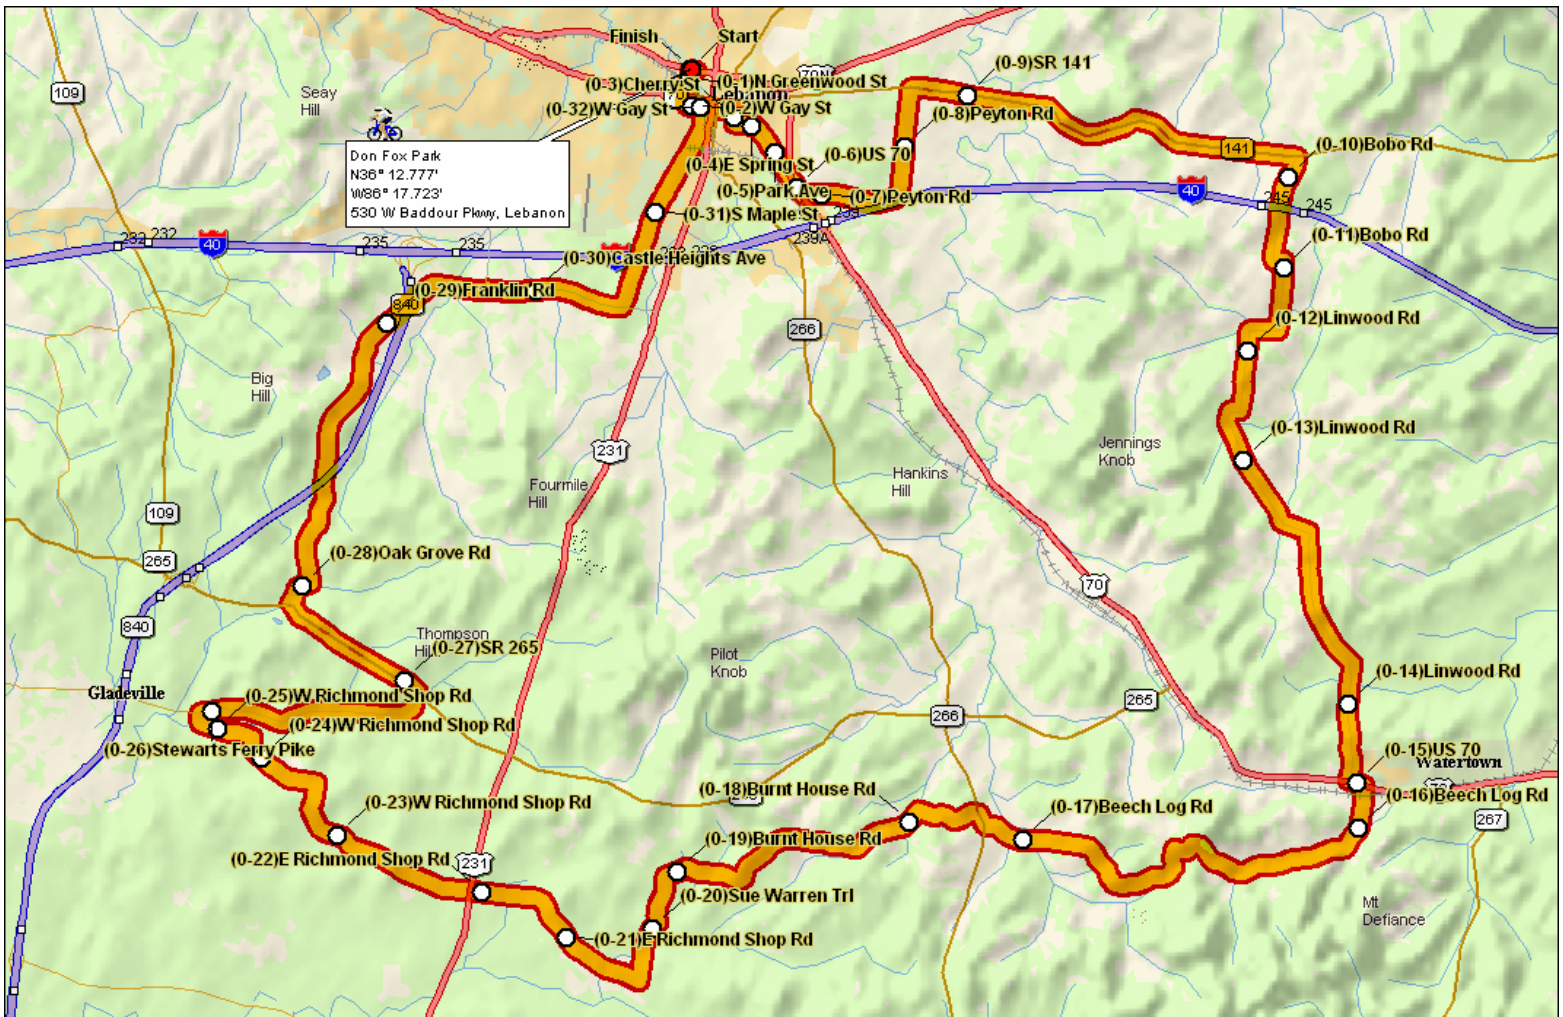 Finish
Start
109
Seay
Hill
(0-9)SR 141
70N
(0-3)Cherry St
(0-1)N Greenwood St
70
Lebanon
(0-32)W Gay St
(0-2)W Gay St
(0-8)Peyton Rd
Don Fox Park
N36° 12.777'
W86° 17.723'
530 W Baddour Pkwy, Lebanon
(0-6)US 70
141
(0-10)Bobo Rd
(0-4)E Spring St
(0-5)Park Ave
(0-7)Peyton Rd
40
245
245
(0-31)S Maple St
239A
232
232
40
235
235
(0-11)Bobo Rd
(0-30)Castle Heights Ave
(0-29)Franklin Rd
840
266
(0-12)Linwood Rd
Big
Hill
(0-13)Linwood Rd
231
Jennings
Knob
Hankins
Hill
Fourmile
Hill
109
265
(0-28)Oak Grove Rd
70
840
Thompson
Hill
(0-27)SR 265
Pilot
Knob
(0-14)Linwood Rd
Gladeville
(0-25)W Richmond Shop Rd
265
266
(0-24)W Richmond Shop Rd
(0-26)Stewarts Ferry Pike
(0-15)US 70
Watertown
(0-18)Burnt House Rd
(0-16)Beech Log Rd
(0-23)W Richmond Shop Rd
(0-17)Beech Log Rd
267
(0-19)Burnt House Rd
(0-22)E Richmond Shop Rd
231
(0-20)Sue Warren Trl
Mt
Defiance
(0-21)E Richmond Shop Rd